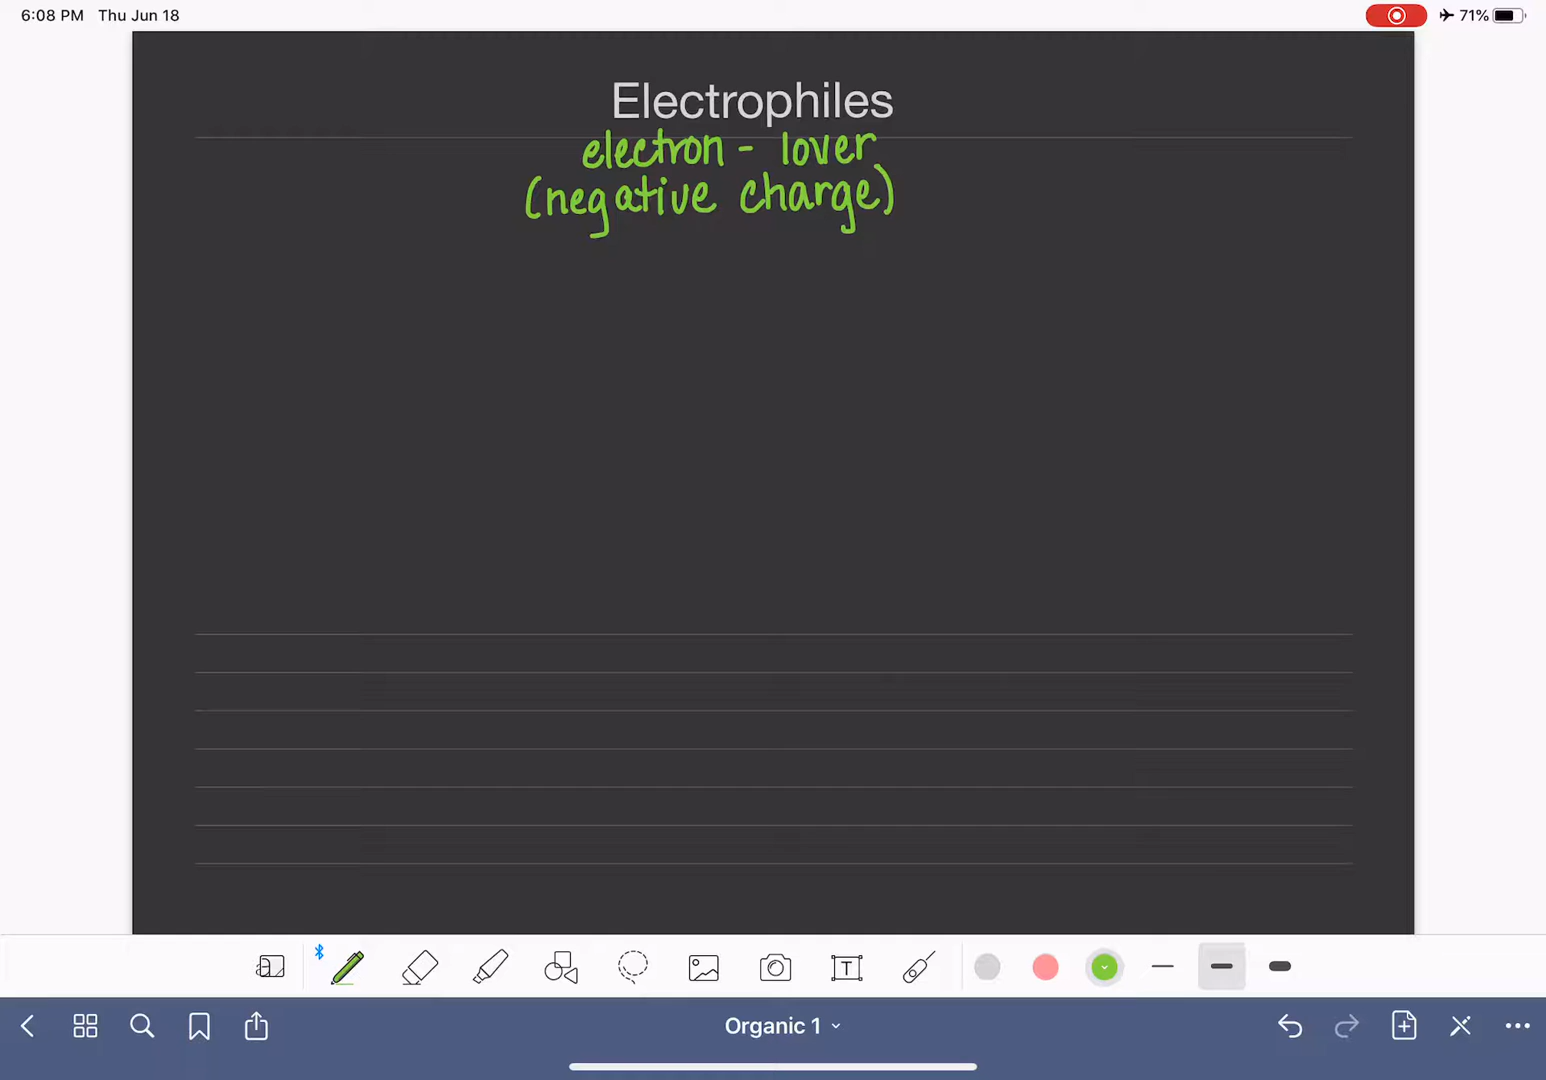 6:08 PM Thu Jun 18
71%
Electrophiles
electron - lover
(negative charge)
Organic 1